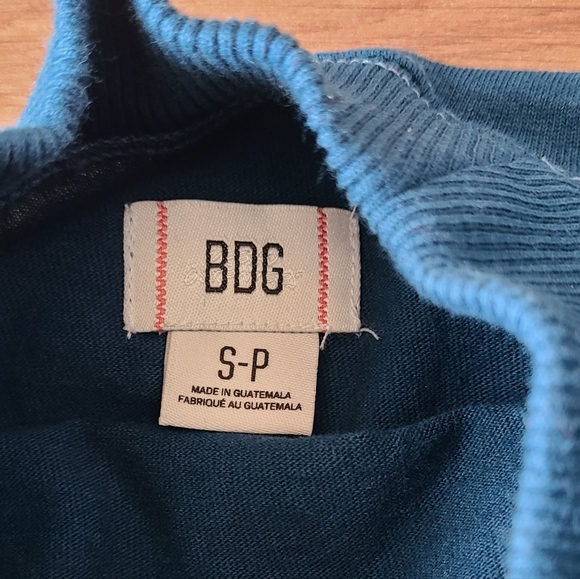 BDG
S-P
MADE IN GUATEMALA
FABRIQUÉ AU GUATEMALA